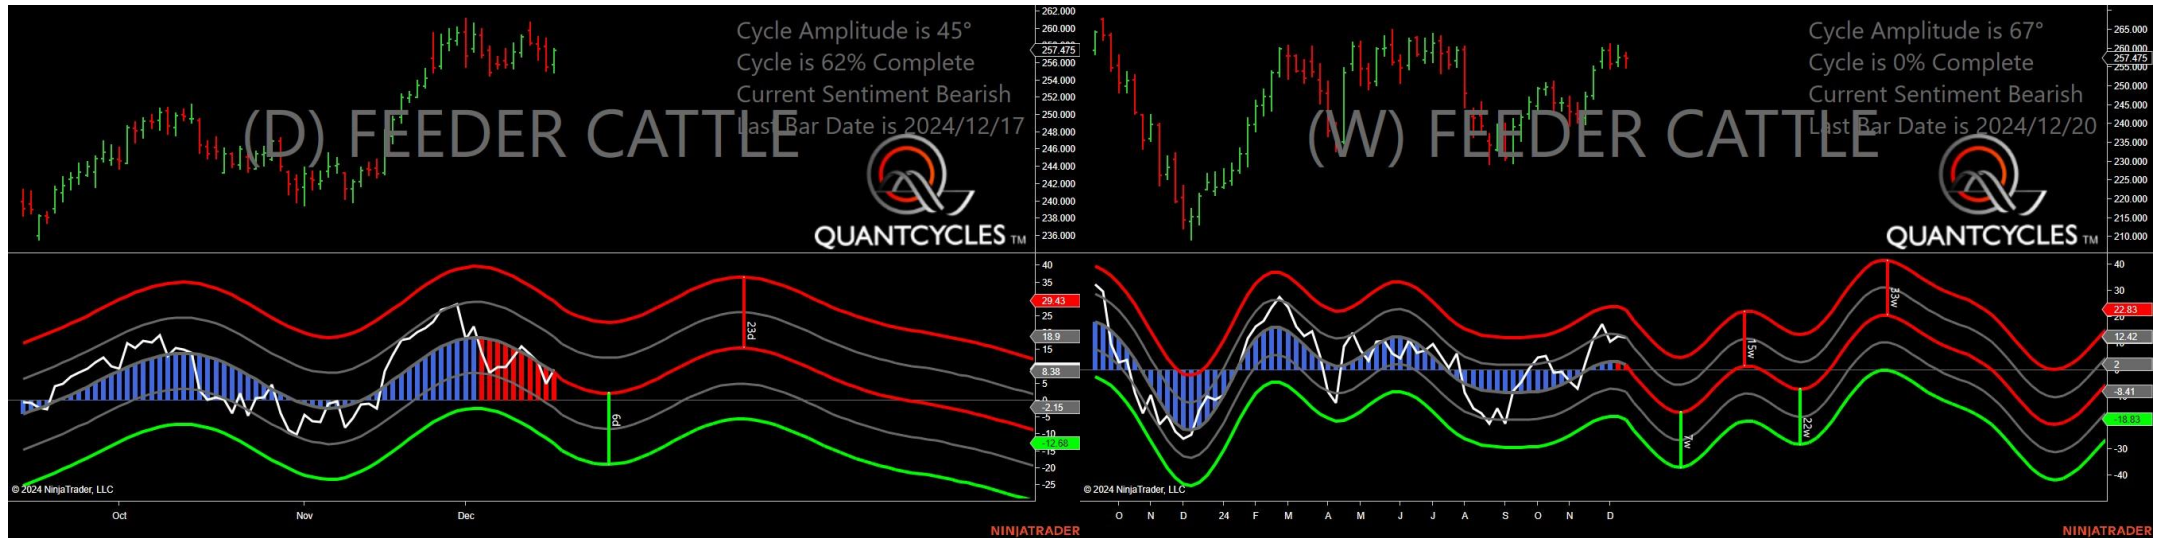 Cycle Amplitude is 45°
Cycle is 62% Complete
Current Sentiment Bearish
Last Bar Date is 2024/12/17
(D) FEEDER CATTLE
QUANTCYCLES TM
262.000
260.000
257.475
256.000
254.000
252.000
250.000
248.000
246.000
244.000
242.000
240.000
238.000
236.000
40
35
29.43
25
18.9
15
8.38
5
0
-2.15
-5
-10
-12.68
-15
-20
-25
23d
6d
© 2024 NinjaTrader, LLC
Oct Nov Dec
NINJATRADER
Cycle Amplitude is 67°
Cycle is 0% Complete
Current Sentiment Bearish
Last Bar Date is 2024/12/20
(W) FEEDER CATTLE
QUANTCYCLES TM
265.000
260.000
257.475
255.000
250.000
245.000
240.000
235.000
230.000
225.000
220.000
215.000
210.000
40
30
22.83
20
12.42
10
2
-8.41
-18.83
-30
-40
33w
15w
22w
7w
© 2024 NinjaTrader, LLC
O N D 24 F M A M J J A S O N D
NINJATRADER